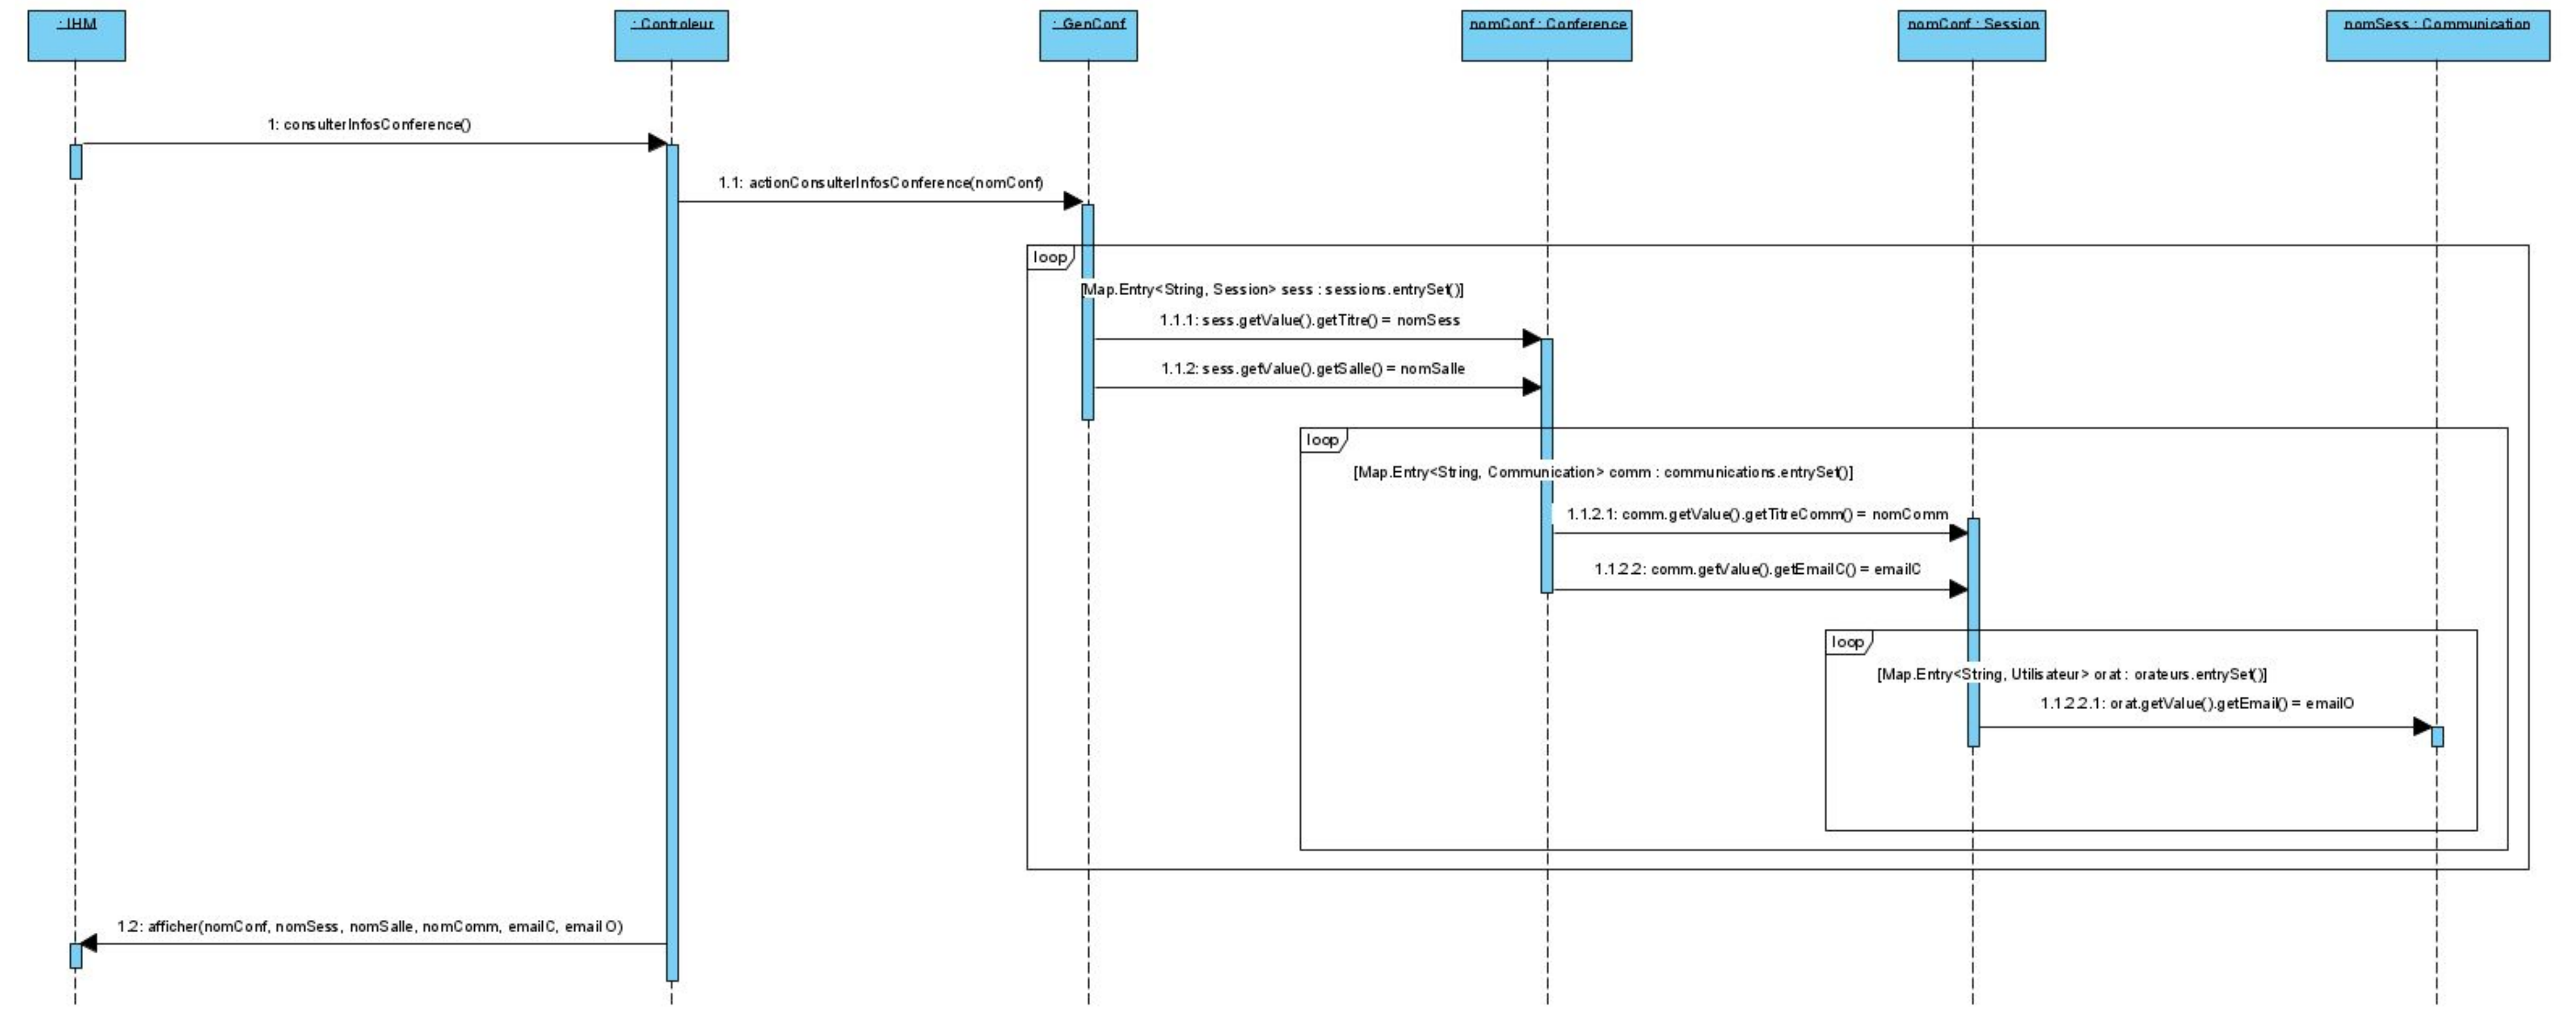 : IHM
: Controleur
: GenConf
nomConf : Conference
nomConf : Session
nomSess : Communication
1: consulterInfosConference()
1.1: actionConsulterInfosConference(nomConf)
loop
[Map.Entry<String, Session> sess : sessions.entrySet()]
1.1.1: sess.getValue().getTitre() = nomSess
1.1.2: sess.getValue().getSalle() = nomSalle
loop
[Map.Entry<String, Communication> comm : communications.entrySet()]
1.1.2.1: comm.getValue().getTitreComm() = nomComm
1.1.2.2: comm.getValue().getEmailC() = emailC
loop
[Map.Entry<String, Utilisateur> orat : orateurs.entrySet()]
1.1.2.2.1: orat.getValue().getEmail() = emailO
1.2: afficher(nomConf, nomSess, nomSalle, nomComm, emailC, emailO)